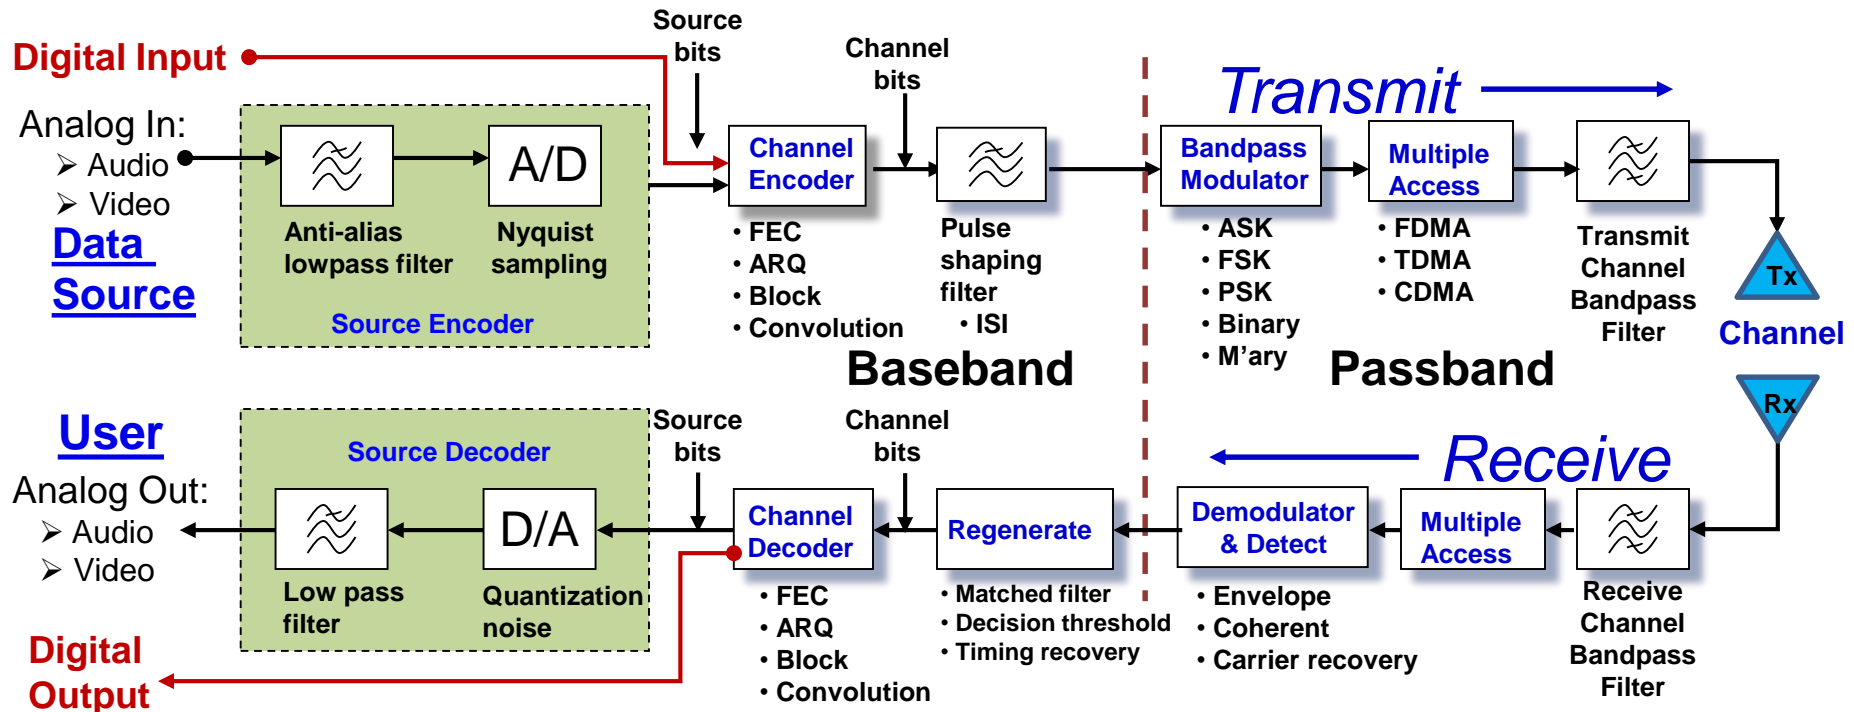 Digital Input
Source
bits
Channel
bits
Transmit
Analog In:
➢ Audio
➢ Video
Data
Source
A/D
Anti-alias
lowpass filter
Nyquist
sampling
Source Encoder
Channel
Encoder
• FEC
• ARQ
• Block
• Convolution
Pulse
shaping
filter
• ISI
Bandpass
Modulator
• ASK
• FSK
• PSK
• Binary
• M'ary
Multiple
Access
• FDMA
• TDMA
• CDMA
Transmit
Channel
Bandpass
Filter
Tx
Channel
Baseband
Passband
Rx
User
Analog Out:
➢ Audio
➢ Video
Digital
Output
Source Decoder
Low pass
filter
D/A
Quantization
noise
Source
bits
Channel
Decoder
• FEC
• ARQ
• Block
• Convolution
Channel
bits
Regenerate
• Matched filter
• Decision threshold
• Timing recovery
Receive
Demodulator
& Detect
• Envelope
• Coherent
• Carrier recovery
Multiple
Access
Receive
Channel
Bandpass
Filter